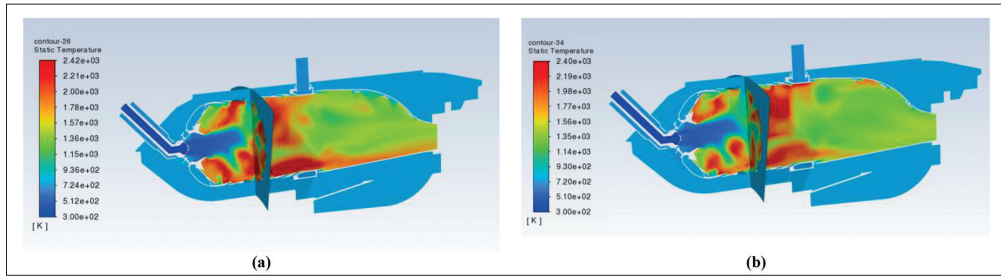 contour-26
Static Temperature
2.42e+03
2.21e+03
2.00e+03
1.78e+03
1.57e+03
1.36e+03
1.15e+03
9.36e+02
7.24e+02
5.12e+02
3.00e+02
[ K ]
(a)
contour-34
Static Temperature
2.40e+03
2.19e+03
1.98e+03
1.77e+03
1.56e+03
1.35e+03
1.14e+03
9.30e+02
7.20e+02
5.10e+02
3.00e+02
[ K ]
(b)